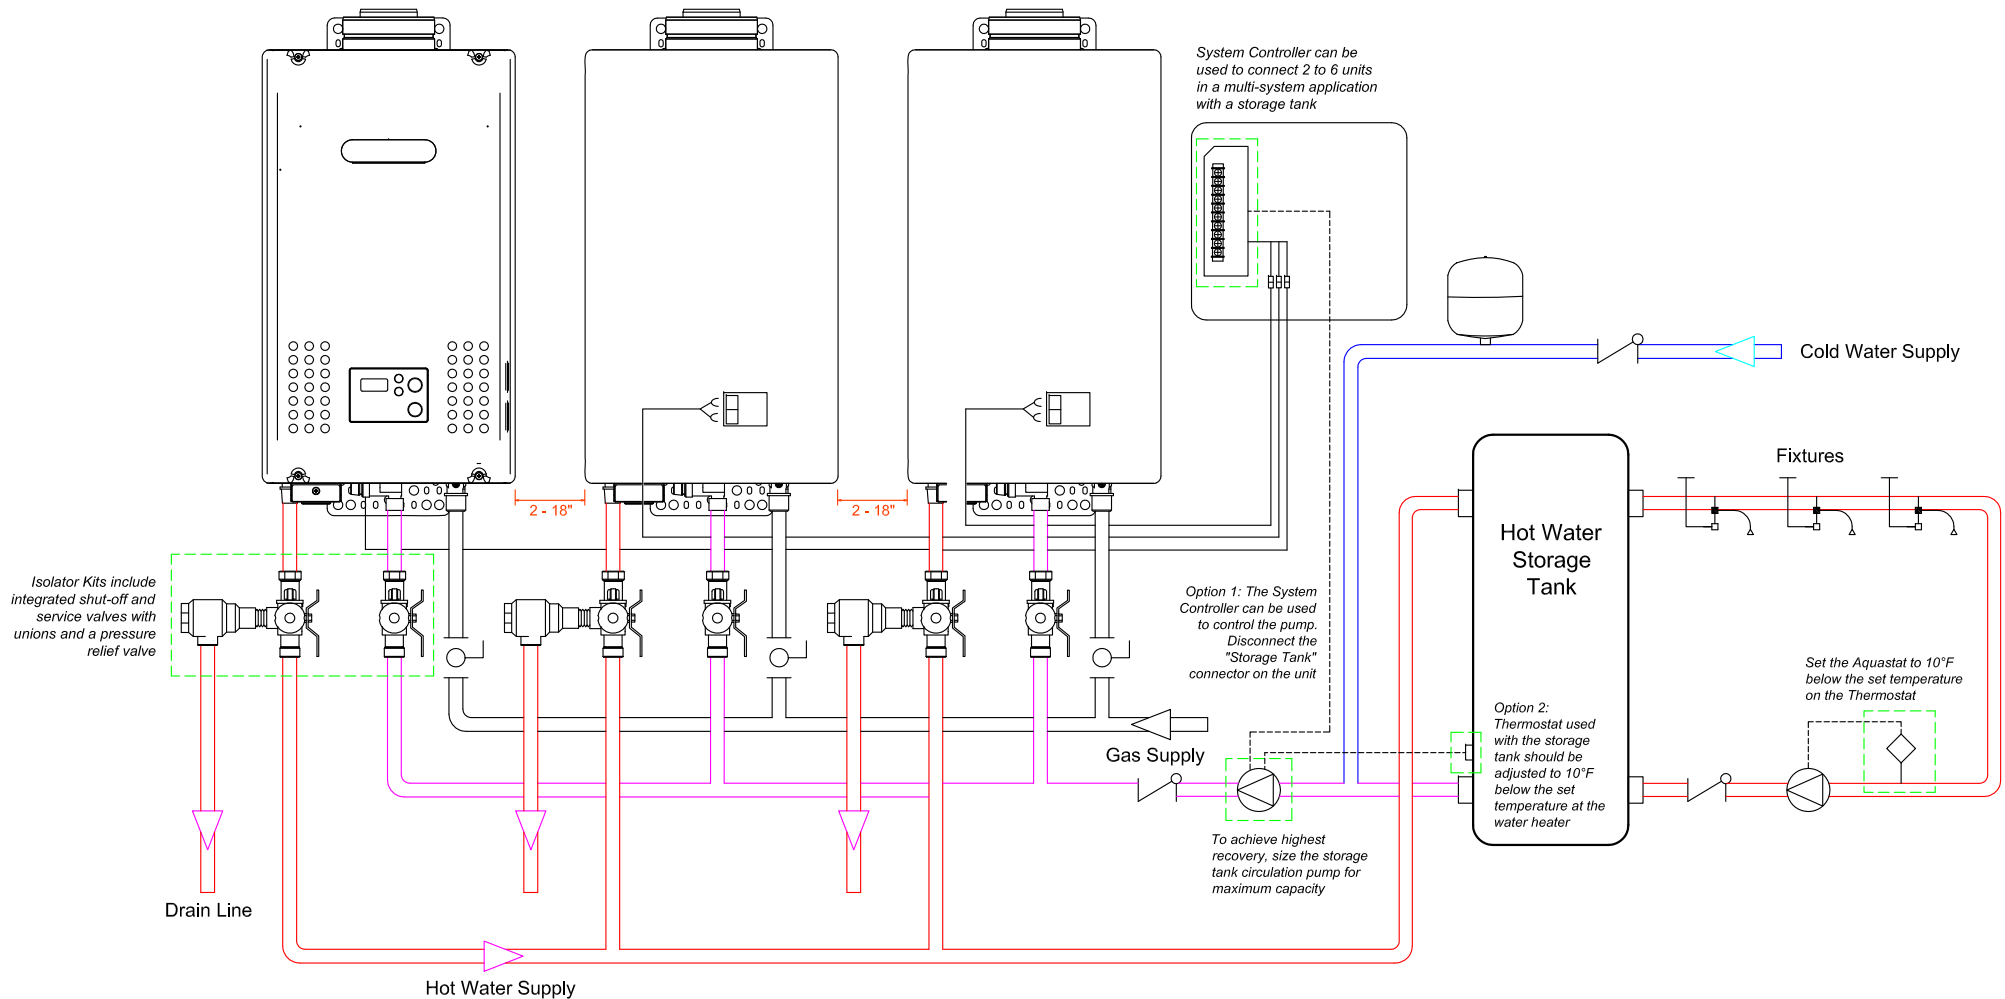 System Controller can be
used to connect 2 to 6 units
in a multi-system application
with a storage tank
Cold Water Supply
Fixtures
2 - 18"
2 - 18"
Hot Water
Storage
Tank
Isolator Kits include
integrated shut-off and
service valves with
unions and a pressure
relief valve
Option 1: The System
Controller can be used
to control the pump.
Disconnect the
"Storage Tank"
connector on the unit
Set the Aquastat to 10°F
below the set temperature
on the Thermostat
Option 2:
Thermostat used
with the storage
tank should be
adjusted to 10°F
below the set
temperature at the
water heater
Gas Supply
To achieve highest
recovery, size the storage
tank circulation pump for
maximum capacity
Drain Line
Hot Water Supply